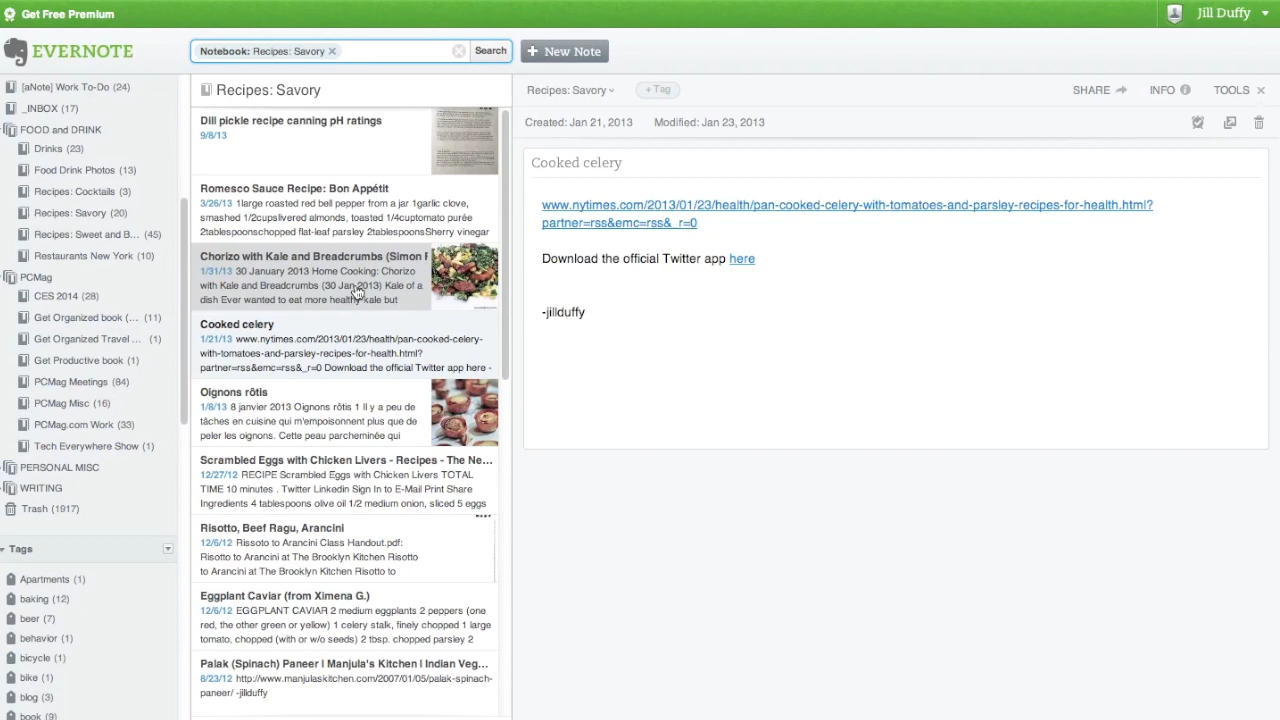 Get Free Premium
Jill Duffy
EVERNOTE
Notebook: Recipes: Savory
Search
New Note
[aNote] Work To-Do (24)
_INBOX (17)
FOOD and DRINK
Drinks (23)
Food Drink Photos (13)
Recipes: Cocktails (3)
Recipes: Savory (20)
Recipes: Sweet and B... (45)
Restaurants New York (10)
PCMag
CES 2014 (28)
Get Organized book (... (11)
Get Organized Travel ... (1)
Get Productive book (1)
PCMag Meetings (84)
PCMag Misc (16)
PCMag.com Work (33)
Tech Everywhere Show (1)
PERSONAL MISC
WRITING
Trash (1917)
Tags
Apartments (1)
baking (12)
beer (7)
behavior (1)
bicycle (1)
bike (1)
blog (3)
book (9)
Recipes: Savory
Dill pickle recipe canning pH ratings
9/8/13
Romesco Sauce Recipe: Bon Appétit
3/26/13 1large roasted red bell pepper from a jar 1garlic clove,
smashed 1/2cupslivered almonds, toasted 1/4cuptomato purée
2tablespoonschopped flat-leaf parsley 2tablespoonsSherry vinegar
Chorizo with Kale and Breadcrumbs (Simon
1/31/13 30 January 2013 Home Cooking: Chorizo
with Kale and Breadcrumbs (30 Jan 2013) Kale of a
dish Ever wanted to eat more healthy kale but
Cooked celery
1/21/13 www.nytimes.com/2013/01/23/health/pan-cooked-celery-
with-tomatoes-and-parsley-recipes-for-health.html?
partner=rss&emc=rss&_r=0 Download the official Twitter app here -
Oignons rôtis
1/8/13 8 janvier 2013 Oignons rôtis 1 Il y a peu de
tâches en cuisine qui m'empoisonnent plus que de
peler les oignons. Cette peau parcheminée qui
Scrambled Eggs with Chicken Livers - Recipes - The Ne...
12/27/12 RECIPE Scrambled Eggs with Chicken Livers TOTAL
TIME 10 minutes . Twitter Linkedin Sign In to E-Mail Print Share
Ingredients 4 tablespoons olive oil 1/2 medium onion, sliced 5 eggs
Risotto, Beef Ragu, Arancini
12/6/12 Rissoto to Arancini Class Handout.pdf:
Risotto to Arancini at The Brooklyn Kitchen Risotto
to Arancini at The Brooklyn Kitchen Risotto to
Eggplant Caviar (from Ximena G.)
12/6/12 EGGPLANT CAVIAR 2 medium eggplants 2 peppers (one
red, the other green or yellow) 1 celery stalk, finely chopped 1 large
tomato, chopped (with or w/o seeds) 2 tbsp. chopped parsley 2
Palak (Spinach) Paneer | Manjula's Kitchen | Indian Veg...
8/23/12 http://www.manjulaskitchen.com/2007/01/05/palak-spinach-
paneer/ -jillduffy
Recipes: Savory
+Tag
SHARE
INFO
TOOLS
Created: Jan 21, 2013
Modified: Jan 23, 2013
Cooked celery
www.nytimes.com/2013/01/23/health/pan-cooked-celery-with-tomatoes-and-parsley-recipes-for-health.html?
partner=rss&emc=rss&_r=0
Download the official Twitter app here
-jillduffy